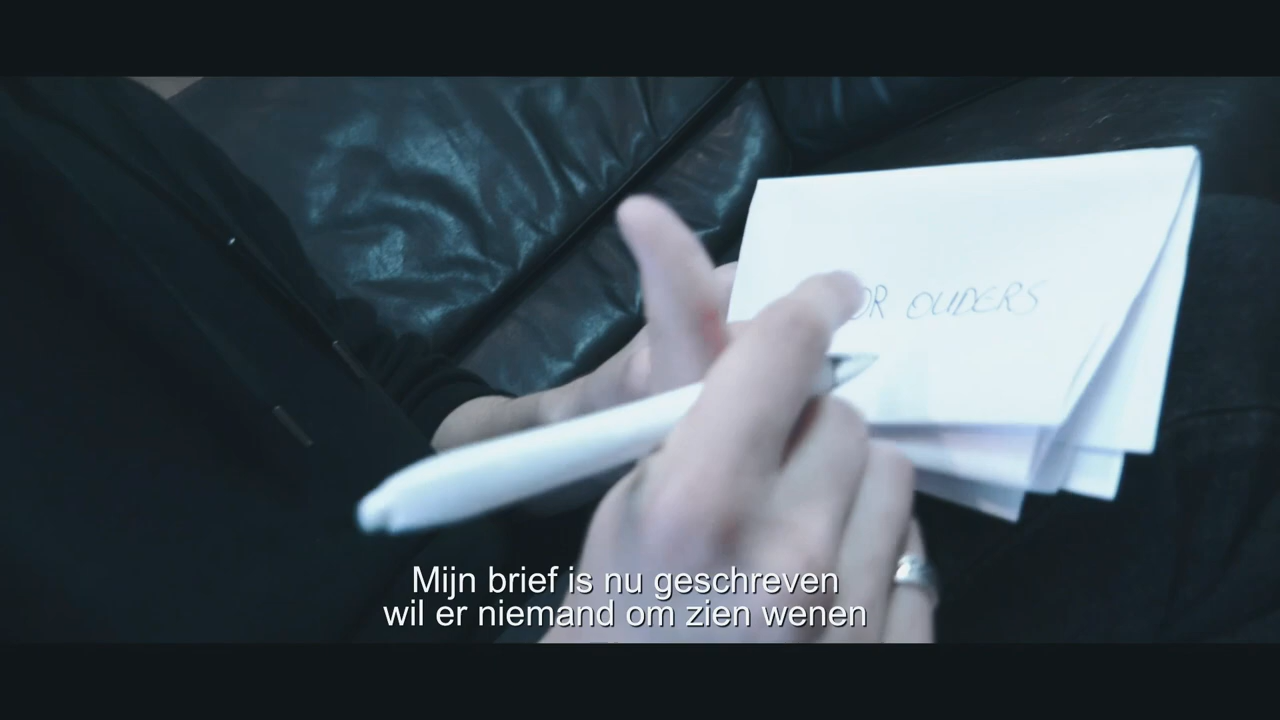 OR OUDERS
Mijn brief is nu geschreven
wil er niemand om zien wenen